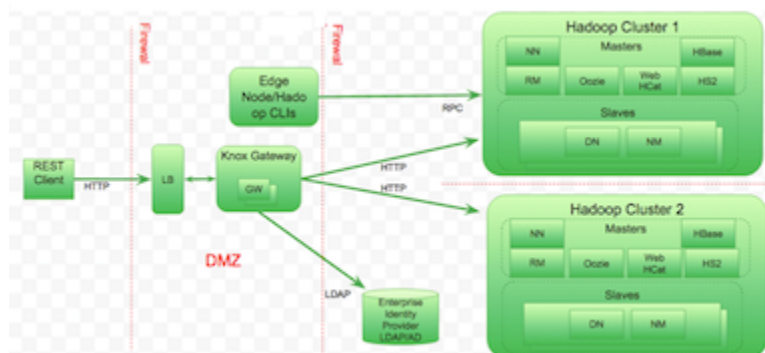 Firewall
Firewall
Hadoop Cluster 1
Masters
NN
HBase
RM
Oozie
Web
HCat
HS2
Slaves
DN
NM
Edge
Node/Hado
op CLIs
RPC
REST
Client
HTTP
LB
Knox Gateway
GW
HTTP
HTTP
DMZ
LDAP
Enterprise
Identity
Provider
LDAP/AD
Hadoop Cluster 2
Masters
NN
HBase
RM
Oozie
Web
HCat
HS2
Slaves
DN
NM